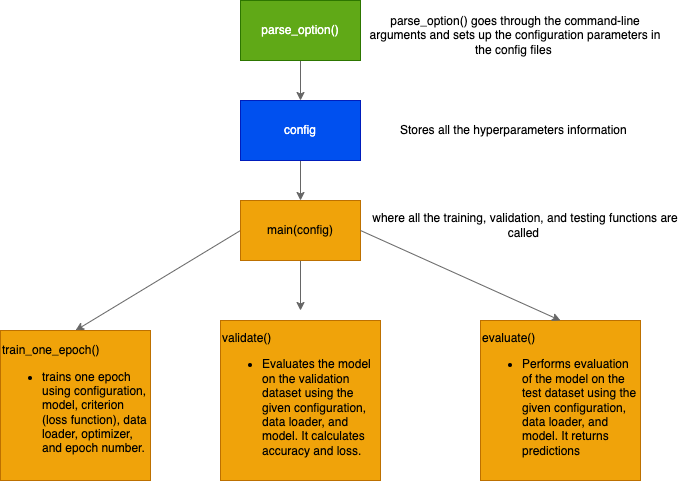 parse_option()
parse_option() goes through the command-line
arguments and sets up the configuration parameters in
the config files
config
Stores all the hyperparameters information
main(config)
where all the training, validation, and testing functions are
called
train_one_epoch()
• trains one epoch
using configuration,
model, criterion
(loss function), data
loader, optimizer,
and epoch number.
validate()
• Evaluates the model
on the validation
dataset using the
given configuration,
data loader, and
model. It calculates
accuracy and loss.
evaluate()
• Performs evaluation
of the model on the
test dataset using the
given configuration,
data loader, and
model. It returns
predictions